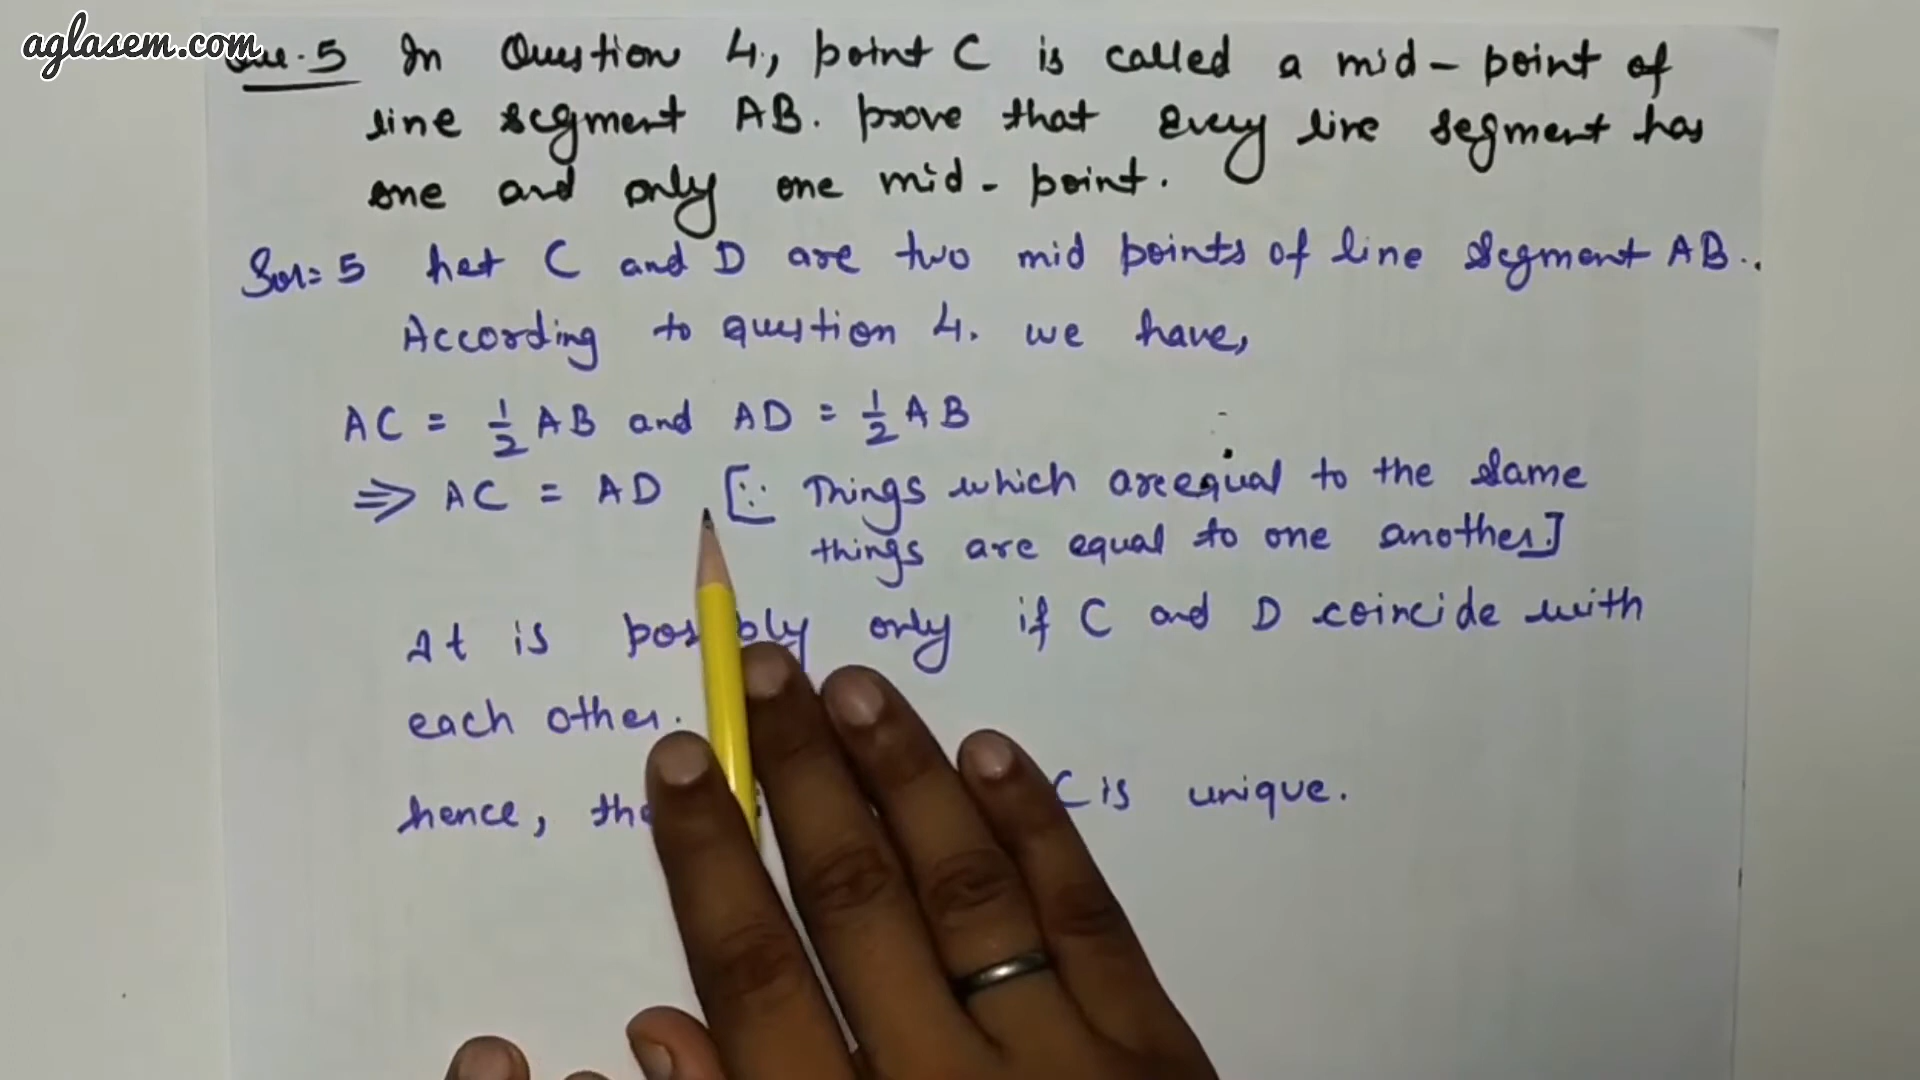 aglasem.com
Que.5 In Question 4, point C is called a mid-point of
line segment AB. prove that Every line segment has
one and only one mid-point.
Sol=5 Let C and D are two mid points of line segment AB.
According to question 4. we have,
AC = 1/2 AB and AD = 1/2 AB
⇒ AC = AD [∵ Things which are equal to the same
things are equal to one another.]
It is only if C and D coincide with
each other.
hence, C is unique.